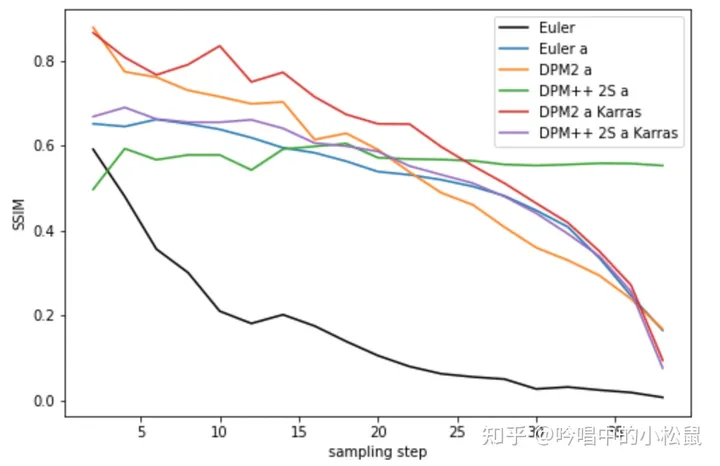 Euler
Euler a
DPM2 a
DPM++ 2S a
DPM2 a Karras
DPM++ 2S a Karras
0.8
0.6
0.4
0.2
0.0
SSIM
5 10 15 20 25 30 35
sampling step
知乎 @吟唱中的小松鼠